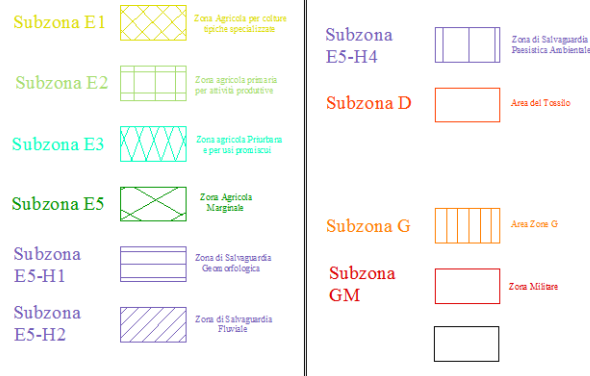 Subzona E1
Zona Agricola per colture
tipiche specializzate
Subzona E2
Zona agricola primaria
per attività produttive
Subzona E3
Zona agricola Priurbana
e per usi promiscui
Subzona E5
Zona Agricola
Marginale
Subzona
E5-H1
Zona di Salvaguardia
Geomorfologica
Subzona
E5-H2
Zona di Salvaguardia
Fluviale
Subzona
E5-H4
Zona di Salvaguardia
Paesistica Ambientale
Subzona D
Area del Tossilo
Subzona G
Area Zone G
Subzona
GM
Zona Militare